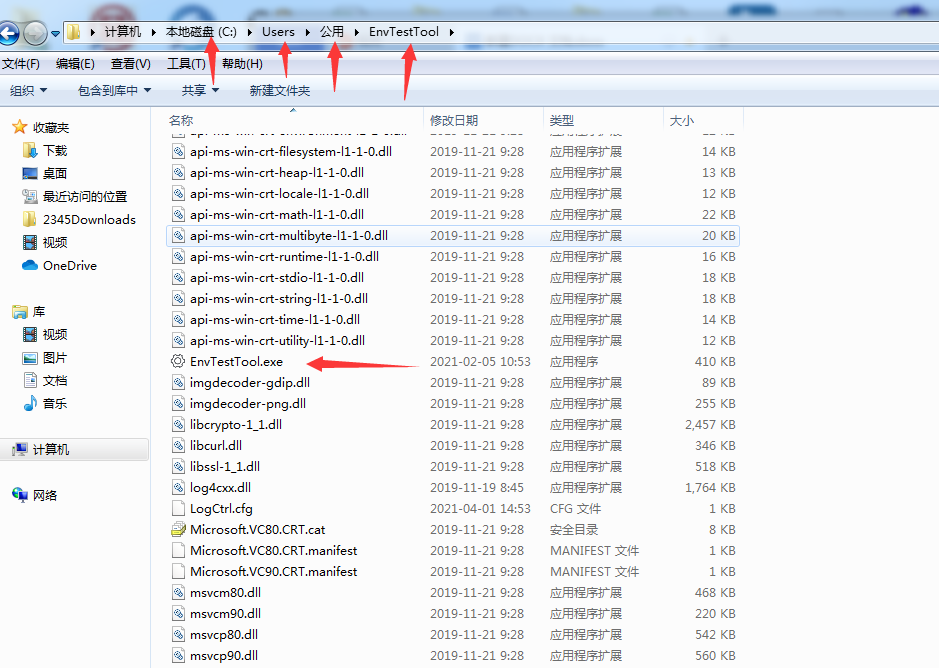 计算机 本地磁盘 (C:) Users 公用 EnvTestTool
文件(F) 编辑(E) 查看(V) 工具(T) 帮助(H)
组织 包含到库中 共享 新建文件夹
收藏夹
下载
桌面
最近访问的位置
2345Downloads
视频
OneDrive
库
视频
图片
文档
音乐
计算机
网络
名称 修改日期 类型 大小
api-ms-win-crt-environment-l1-1-0.dll
api-ms-win-crt-filesystem-l1-1-0.dll 2019-11-21 9:28 应用程序扩展 14 KB
api-ms-win-crt-heap-l1-1-0.dll 2019-11-21 9:28 应用程序扩展 13 KB
api-ms-win-crt-locale-l1-1-0.dll 2019-11-21 9:28 应用程序扩展 12 KB
api-ms-win-crt-math-l1-1-0.dll 2019-11-21 9:28 应用程序扩展 22 KB
api-ms-win-crt-multibyte-l1-1-0.dll 2019-11-21 9:28 应用程序扩展 20 KB
api-ms-win-crt-runtime-l1-1-0.dll 2019-11-21 9:28 应用程序扩展 16 KB
api-ms-win-crt-stdio-l1-1-0.dll 2019-11-21 9:28 应用程序扩展 18 KB
api-ms-win-crt-string-l1-1-0.dll 2019-11-21 9:28 应用程序扩展 18 KB
api-ms-win-crt-time-l1-1-0.dll 2019-11-21 9:28 应用程序扩展 14 KB
api-ms-win-crt-utility-l1-1-0.dll 2019-11-21 9:28 应用程序扩展 12 KB
EnvTestTool.exe 2021-02-05 10:53 应用程序 410 KB
imgdecoder-gdip.dll 2019-11-21 9:28 应用程序扩展 89 KB
imgdecoder-png.dll 2019-11-21 9:28 应用程序扩展 255 KB
libcrypto-1_1.dll 2019-11-21 9:28 应用程序扩展 2,457 KB
libcurl.dll 2019-11-21 9:28 应用程序扩展 346 KB
libssl-1_1.dll 2019-11-21 9:28 应用程序扩展 518 KB
log4cxx.dll 2019-11-19 8:45 应用程序扩展 1,764 KB
LogCtrl.cfg 2021-04-01 14:53 CFG 文件 1 KB
Microsoft.VC80.CRT.cat 2019-11-21 9:28 安全目录 8 KB
Microsoft.VC80.CRT.manifest 2019-11-21 9:28 MANIFEST 文件 1 KB
Microsoft.VC90.CRT.manifest 2019-11-21 9:28 MANIFEST 文件 1 KB
msvcm80.dll 2019-11-21 9:28 应用程序扩展 468 KB
msvcm90.dll 2019-11-21 9:28 应用程序扩展 220 KB
msvcp80.dll 2019-11-21 9:28 应用程序扩展 542 KB
msvcp90.dll 2019-11-21 9:28 应用程序扩展 560 KB